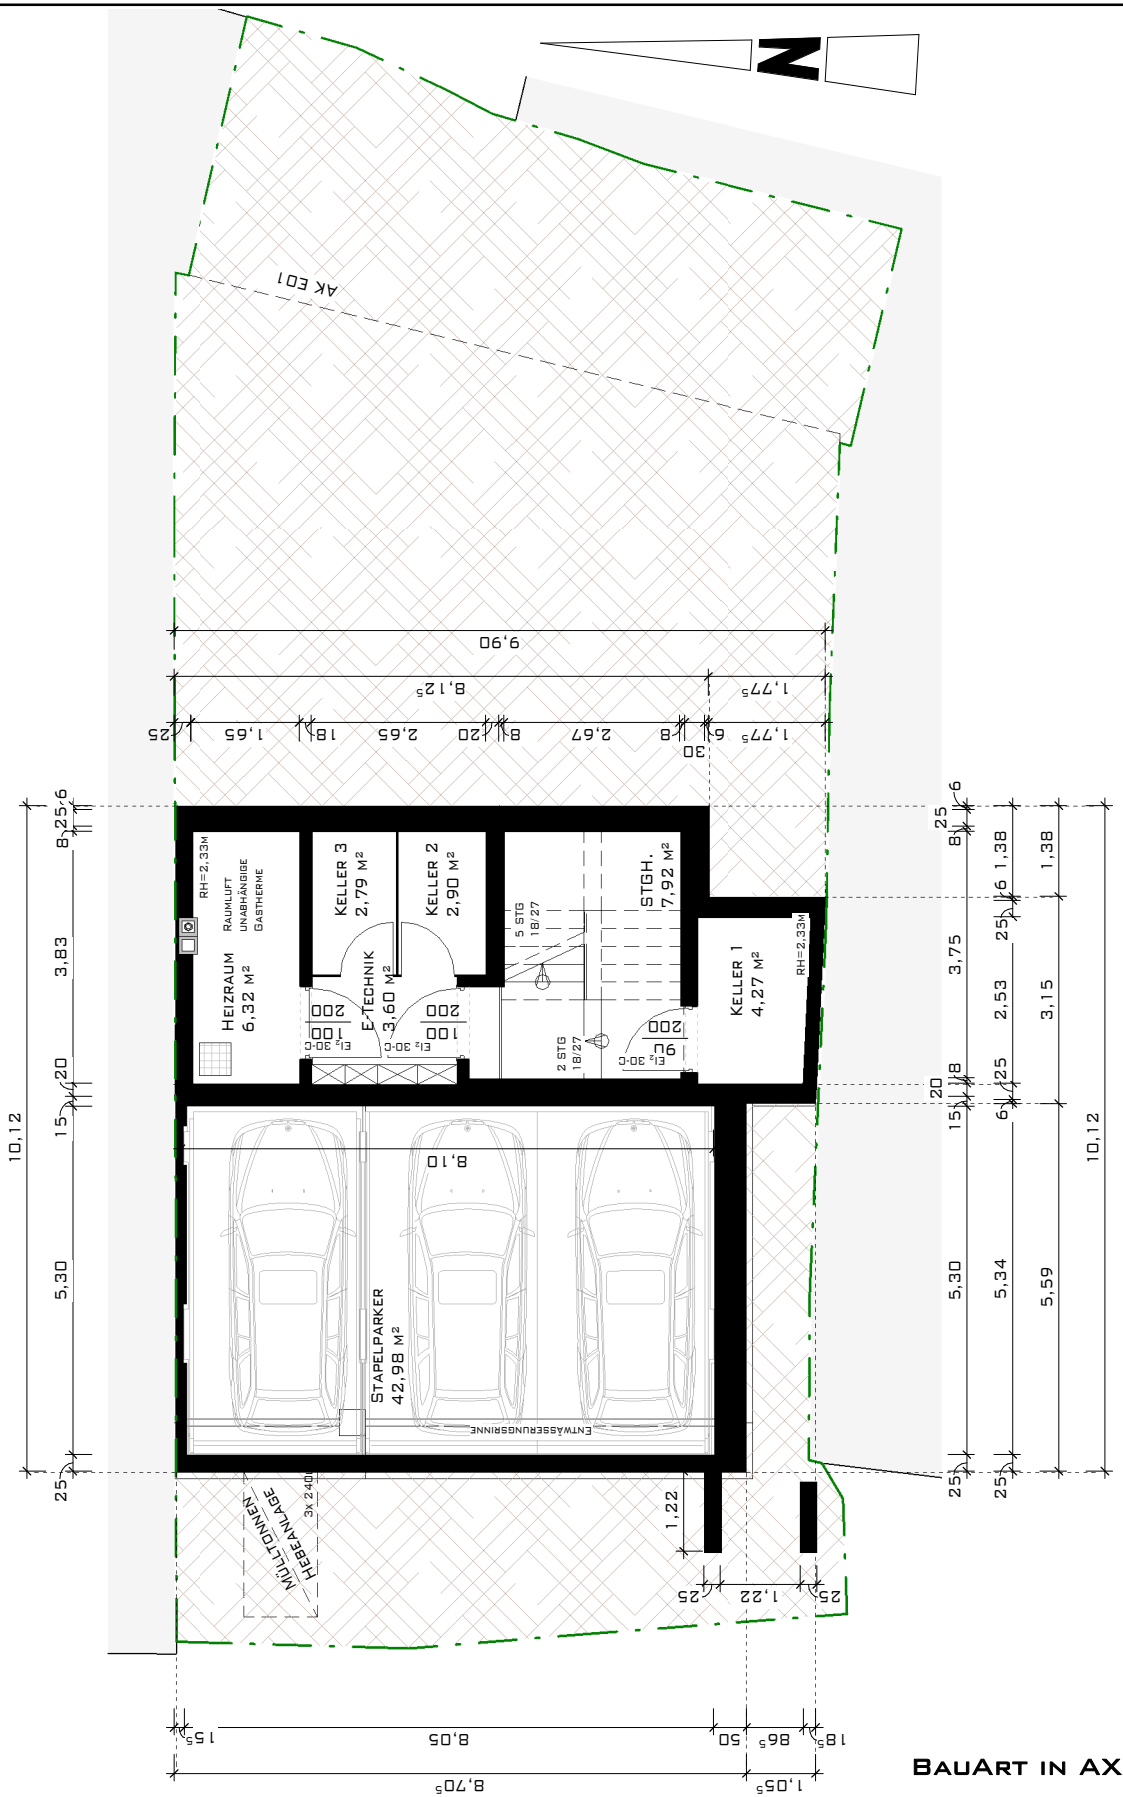 N
AK E01
9,90
8,12⁵
1,77⁵
25
1,65
18
2,65
20
8
2,67
8
30
6
1,77⁵
10,12
6
25
8
3,83
20
15
5,30
25
RH=2,33M
RAUMLUFT
UNABHÄNGIGE
GASTHERME
HEIZRAUM
6,32 M²
KELLER 3
2,79 M²
KELLER 2
2,90 M²
E-TECHNIK
3,60 M²
100
200
EI₂ 30-C
100
200
EI₂ 30-C
STGH.
7,92 M²
5 STG
18/27
2 STG
18/27
90
200
EI₂ 30-C
KELLER 1
4,27 M²
RH=2,33M
8,10
STAPELPARKER
42,98 M²
ENTWÄSSERUNGSRINNE
MÜLLTONNEN
HEBEANLAGE
3x 240L
1,22
25
1,22
25
6
25
8
3,75
8
20
15
5,30
25
1,38
6
25
2,53
25
6
5,34
25
1,38
3,15
5,59
10,12
15⁵
8,05
50
86⁵
18⁵
8,70⁵
1,05⁵
BAUART IN AX